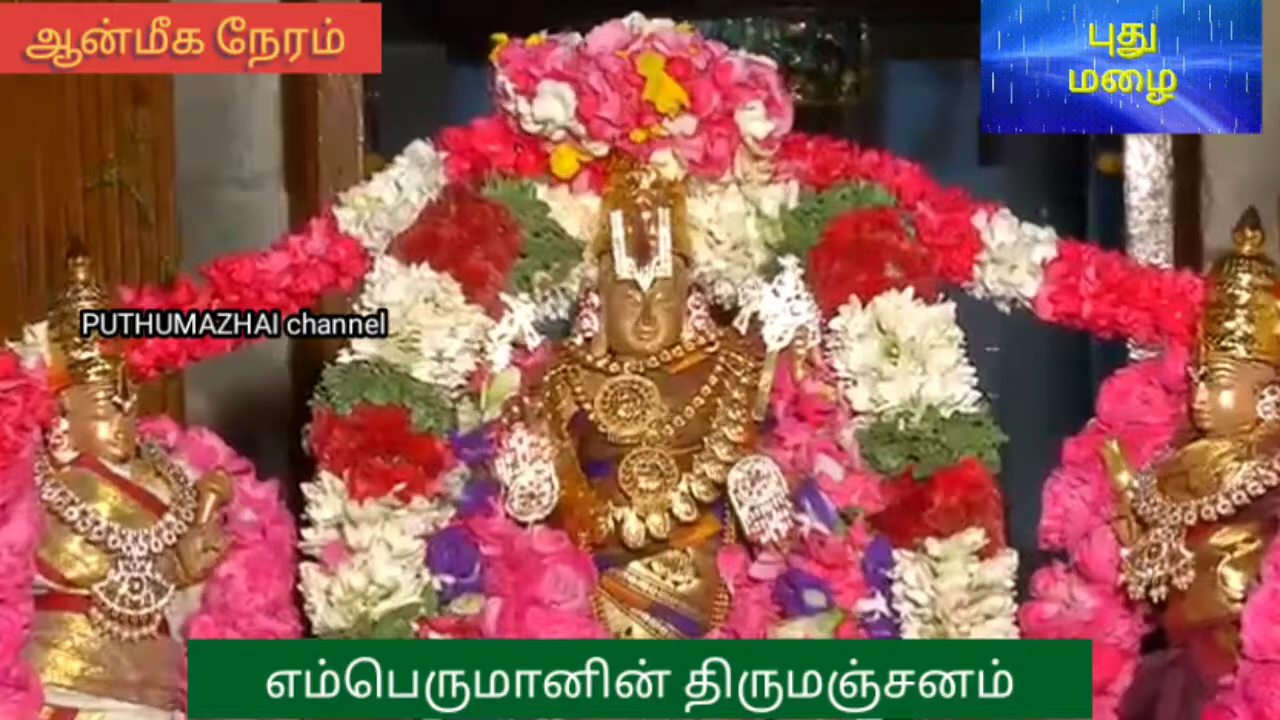 ஆன்மீக நேரம்
புது
மழை
PUTHUMAZHAI channel
எம்பெருமானின் திருமஞ்சனம்